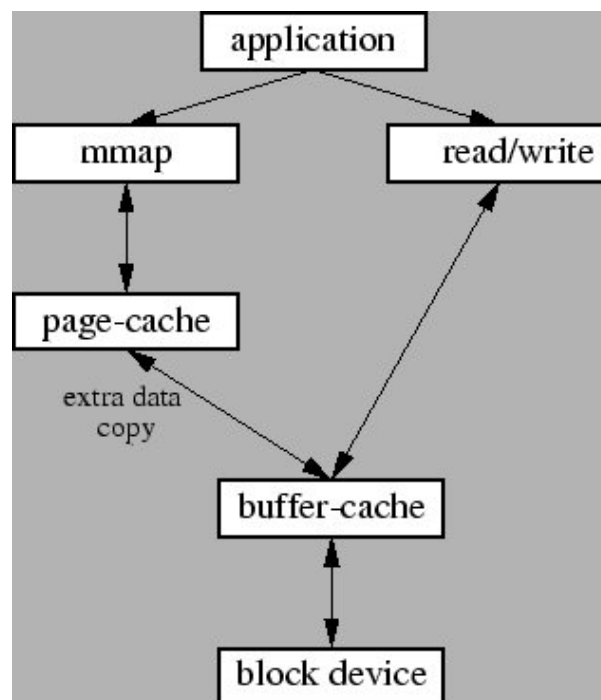 application
mmap
read/write
page-cache
extra data
copy
buffer-cache
block device